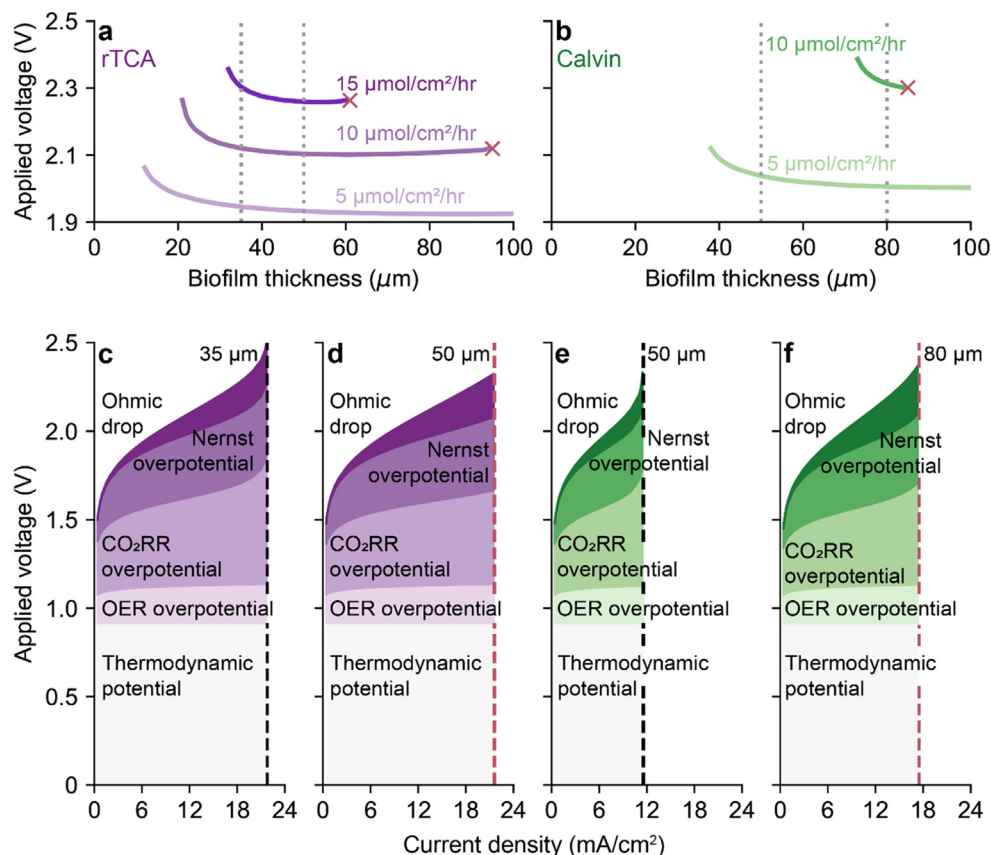 a
rTCA
15 µmol/cm²/hr
10 µmol/cm²/hr
5 µmol/cm²/hr
Applied voltage (V)
2.5
2.3
2.1
1.9
0
20
40
60
80
100
Biofilm thickness (µm)
b
Calvin
10 µmol/cm²/hr
5 µmol/cm²/hr
0
20
40
60
80
100
Biofilm thickness (µm)
Applied voltage (V)
2.5
2.0
1.5
1.0
0.5
0
c
35 µm
Ohmic
drop
Nernst
overpotential
CO₂RR
overpotential
OER overpotential
Thermodynamic
potential
0
6
12
18
24
d
50 µm
Ohmic
drop
Nernst
overpotential
CO₂RR
overpotential
OER overpotential
Thermodynamic
potential
0
6
12
18
24
e
50 µm
Ohmic
drop
Nernst
overpotential
CO₂RR
overpotential
OER overpotential
Thermodynamic
potential
0
6
12
18
24
f
80 µm
Ohmic
drop
Nernst
overpotential
CO₂RR
overpotential
OER overpotential
Thermodynamic
potential
0
6
12
18
24
Current density (mA/cm²)